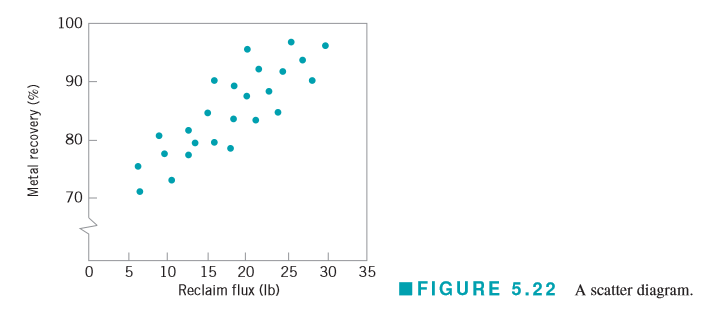 100
90
80
70
Metal recovery (%)
0 5 10 15 20 25 30 35
Reclaim flux (lb)
FIGURE 5.22 A scatter diagram.